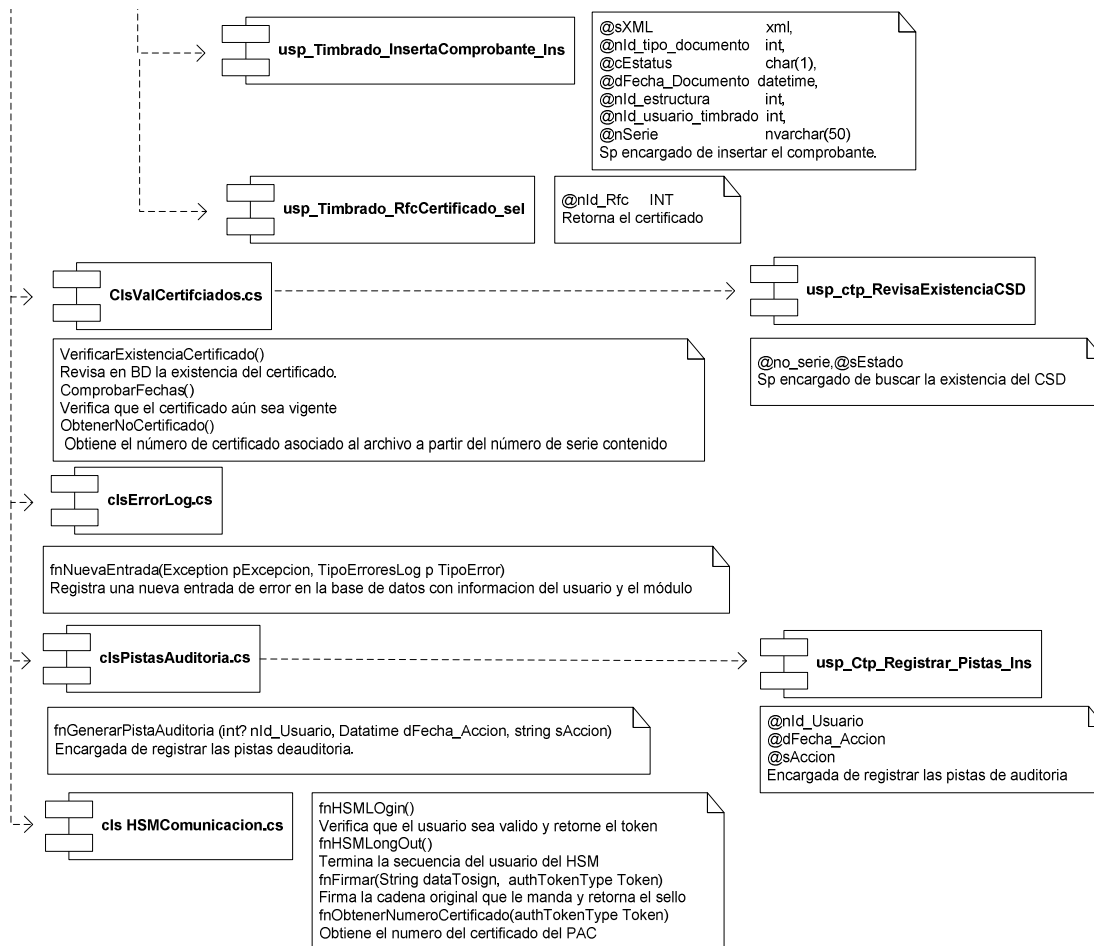 usp_Timbrado_InsertaComprobante_Ins
@sXML xml,
@nId_tipo_documento int,
@cEstatus char(1),
@dFecha_Documento datetime,
@nId_estructura int,
@nId_usuario_timbrado int,
@nSerie nvarchar(50)
Sp encargado de insertar el comprobante.
usp_Timbrado_RfcCertificado_sel
@nId_Rfc INT
Retorna el certificado
ClsValCertifciados.cs
usp_ctp_RevisaExistenciaCSD
VerificarExistenciaCertificado()
Revisa en BD la existencia del certificado.
ComprobarFechas()
Verifica que el certificado aún sea vigente
ObtenerNoCertificado()
Obtiene el número de certificado asociado al archivo a partir del número de serie contenido
@no_serie,@sEstado
Sp encargado de buscar la existencia del CSD
clsErrorLog.cs
fnNuevaEntrada(Exception pExcepcion, TipoErroresLog p TipoError)
Registra una nueva entrada de error en la base de datos con informacion del usuario y el módulo
clsPistasAuditoria.cs
usp_Ctp_Registrar_Pistas_Ins
fnGenerarPistaAuditoria (int? nId_Usuario, Datatime dFecha_Accion, string sAccion)
Encargada de registrar las pistas deauditoria.
@nId_Usuario
@dFecha_Accion
@sAccion
Encargada de registrar las pistas de auditoria
cls HSMComunicacion.cs
fnHSMLOgin()
Verifica que el usuario sea valido y retorne el token
fnHSMLongOut()
Termina la secuencia del usuario del HSM
fnFirmar(String dataTosign, authTokenType Token)
Firma la cadena original que le manda y retorna el sello
fnObtenerNumeroCertificado(authTokenType Token)
Obtiene el numero del certificado del PAC